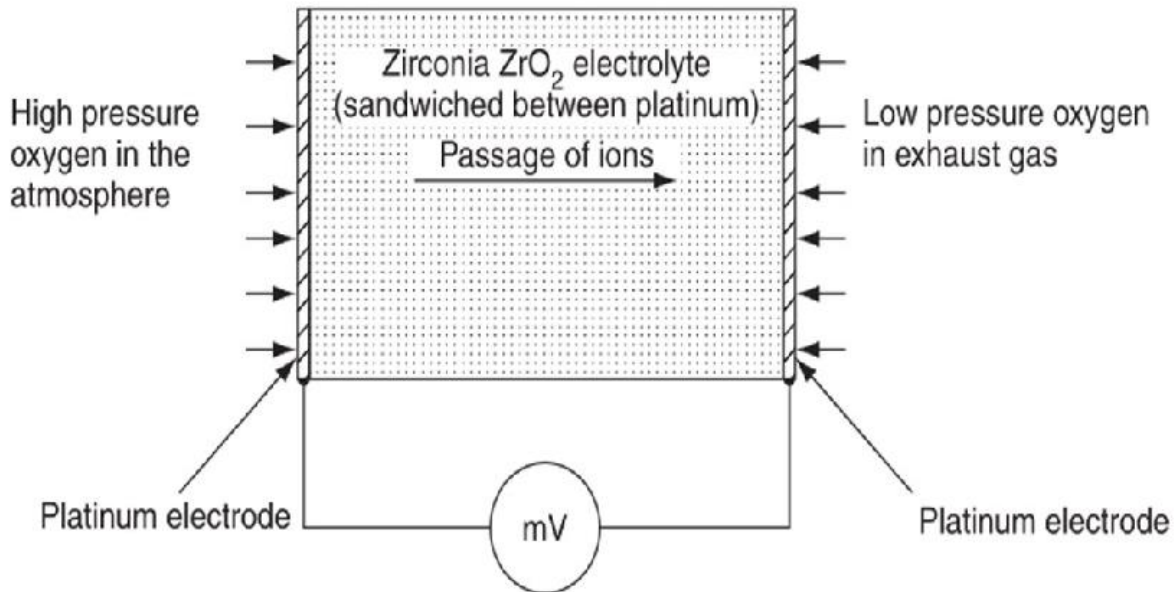 Zirconia ZrO₂ electrolyte
(sandwiched between platinum)
Passage of ions
High pressure
oxygen in the
atmosphere
Low pressure oxygen
in exhaust gas
Platinum electrode
mV
Platinum electrode